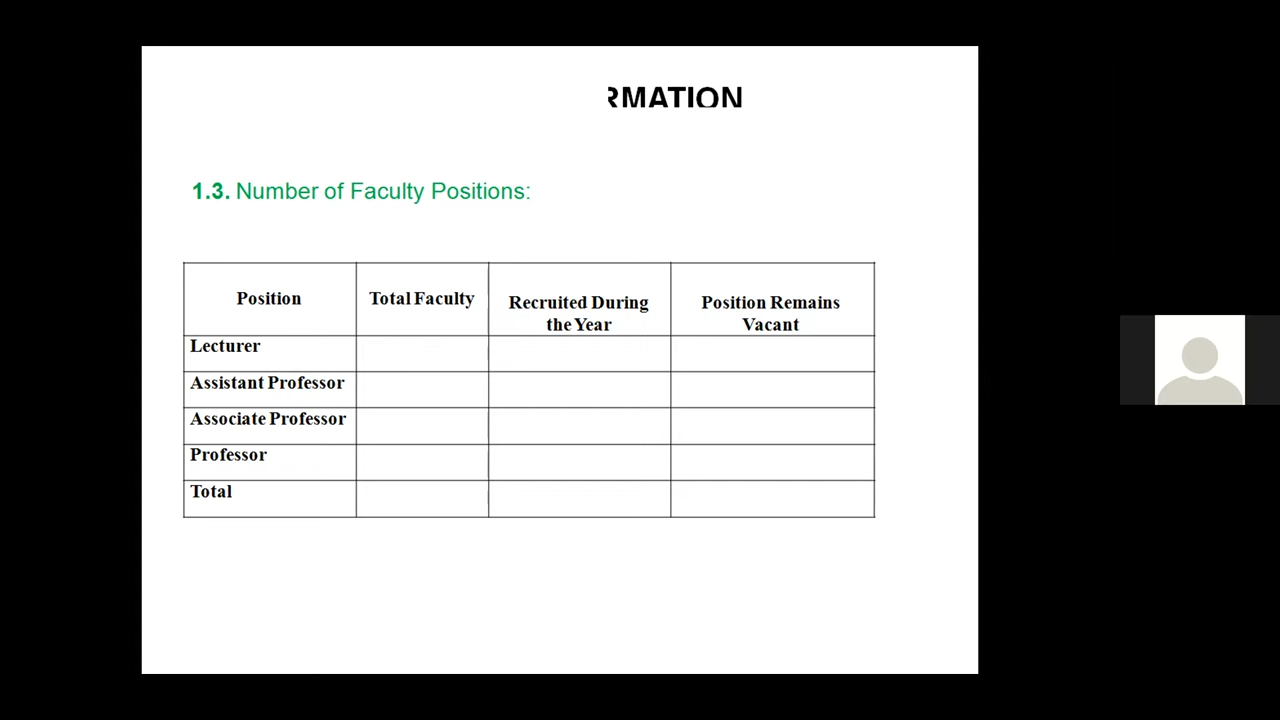 RMATION
1.3. Number of Faculty Positions:
Position Total Faculty Recruited During the Year Position Remains Vacant
Lecturer
Assistant Professor
Associate Professor
Professor
Total